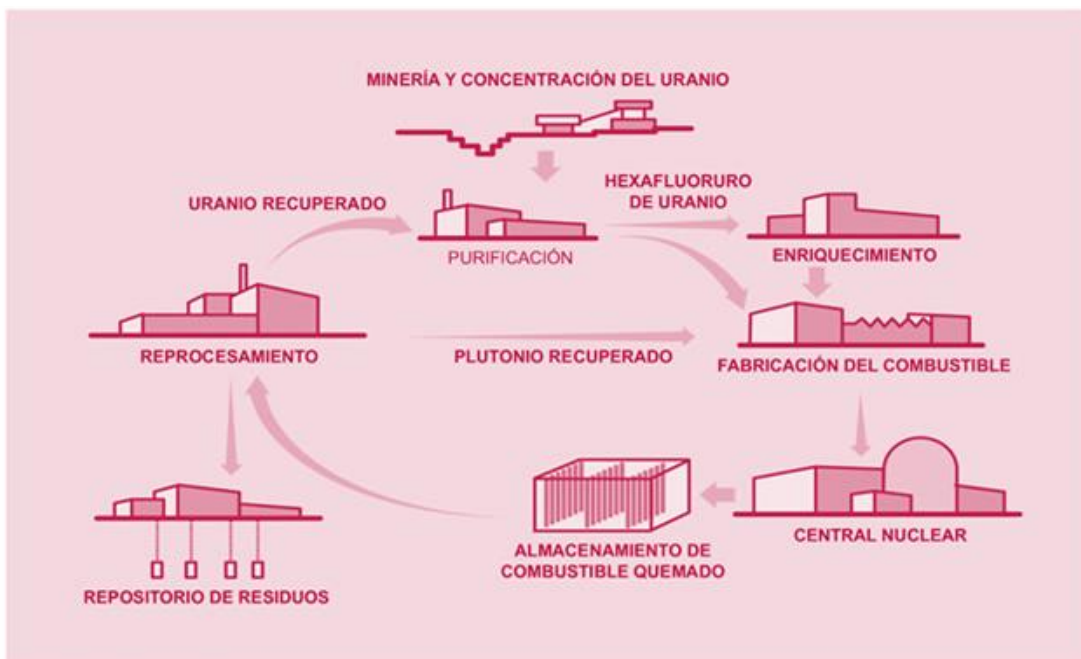 MINERÍA Y CONCENTRACIÓN DEL URANIO
URANIO RECUPERADO
HEXAFLUORURO
DE URANIO
PURIFICACIÓN
ENRIQUECIMIENTO
REPROCESAMIENTO
PLUTONIO RECUPERADO
FABRICACIÓN DEL COMBUSTIBLE
CENTRAL NUCLEAR
ALMACENAMIENTO DE
COMBUSTIBLE QUEMADO
REPOSITORIO DE RESIDUOS